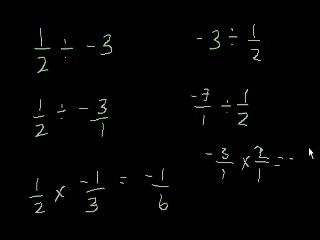 1/2 ÷ -3
1/2 ÷ -3/1
1/2 × -1/3 = -1/6
-3 ÷ 1/2
-3/1 ÷ 1/2
-3/1 × 2/1 = -